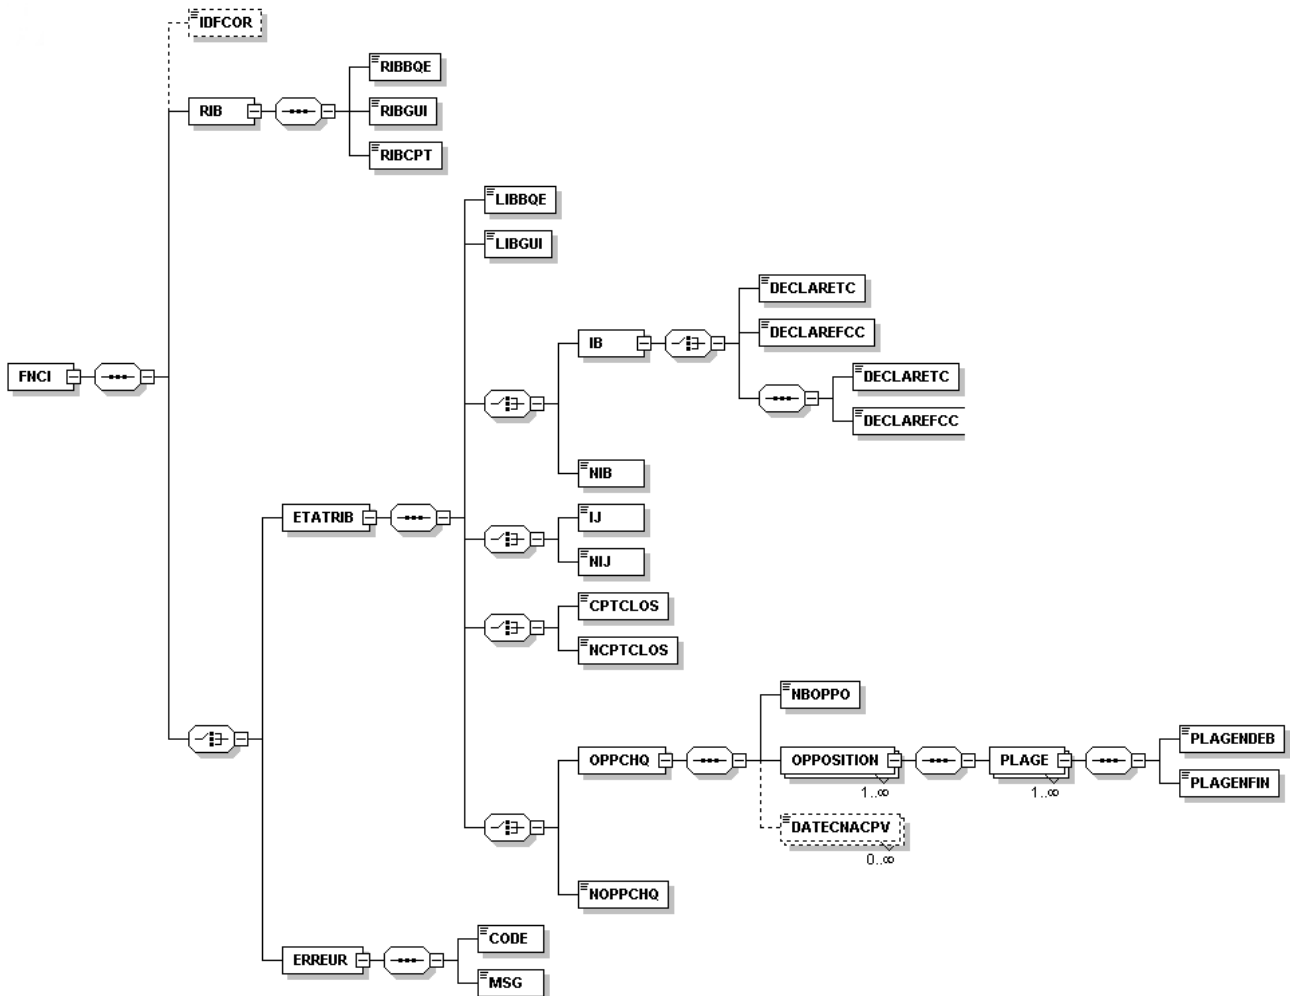 IDFCOR
RIBBQE
RIB
RIBGUI
RIBCPT
LIBBQE
LIBGUI
DECLARETC
DECLAREFCC
IB
FNCI
DECLARETC
DECLAREFCC
NIB
ETATRIB
IJ
NIJ
CPTCLOS
NCPTCLOS
NBOPPO
OPPCHQ
OPPOSITION
1..∞
PLAGE
1..∞
PLAGENDEB
PLAGENFIN
DATECNACPV
0..∞
NOPPCHQ
ERREUR
CODE
MSG